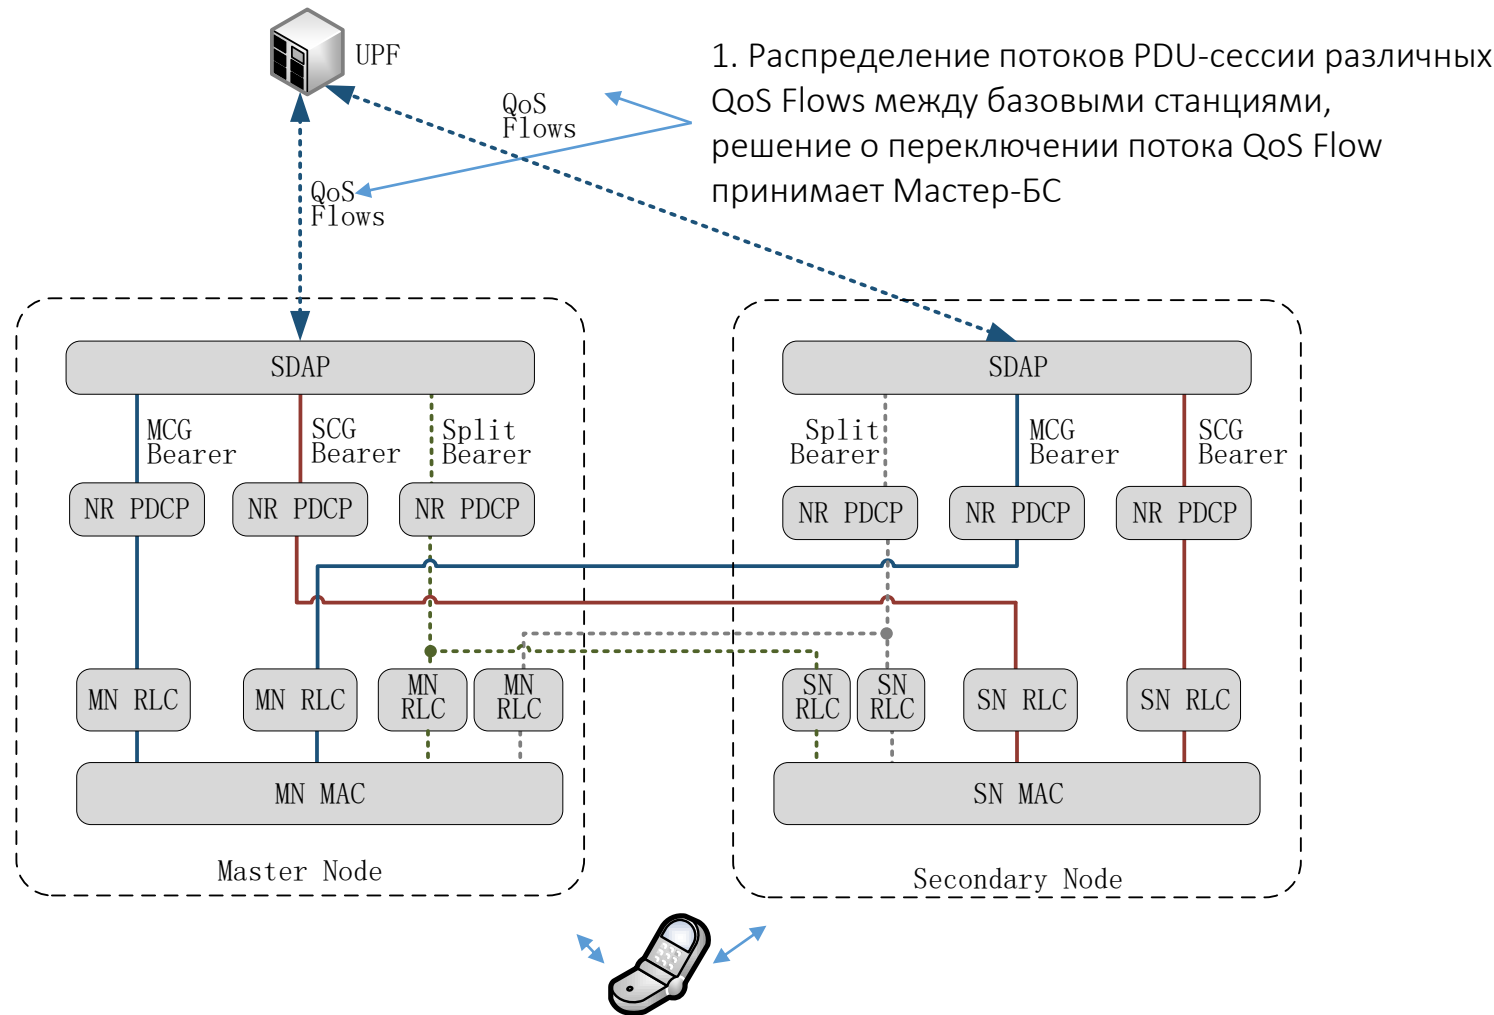 UPF
1. Распределение потоков PDU-сессии различных
QoS Flows между базовыми станциями,
решение о переключении потока QoS Flow
принимает Мастер-БС
QoS
Flows
QoS
Flows
SDAP
SDAP
MCG
Bearer
SCG
Bearer
Split
Bearer
Split
Bearer
MCG
Bearer
SCG
Bearer
NR PDCP
NR PDCP
NR PDCP
NR PDCP
NR PDCP
NR PDCP
MN RLC
MN RLC
MN
RLC
MN
RLC
SN
RLC
SN
RLC
SN RLC
SN RLC
MN MAC
SN MAC
Master Node
Secondary Node